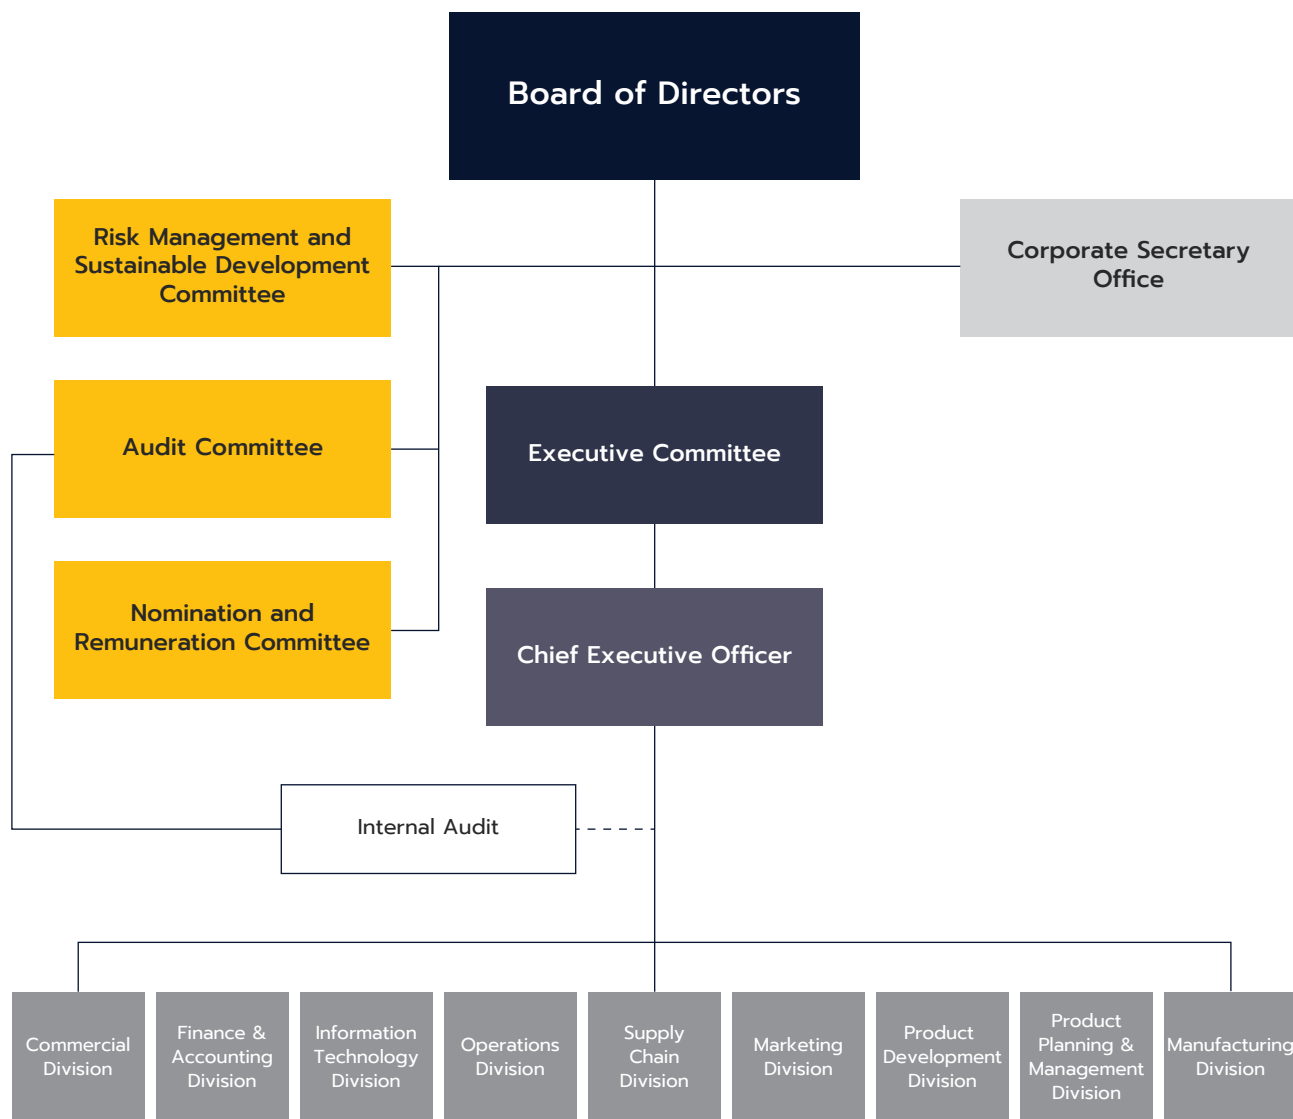 Board of Directors
Risk Management and
Sustainable Development
Committee
Corporate Secretary
Office
Audit Committee
Executive Committee
Nomination and
Remuneration Committee
Chief Executive Officer
Internal Audit
Commercial
Division
Finance &
Accounting
Division
Information
Technology
Division
Operations
Division
Supply
Chain
Division
Marketing
Division
Product
Development
Division
Product
Planning &
Management
Division
Manufacturing
Division